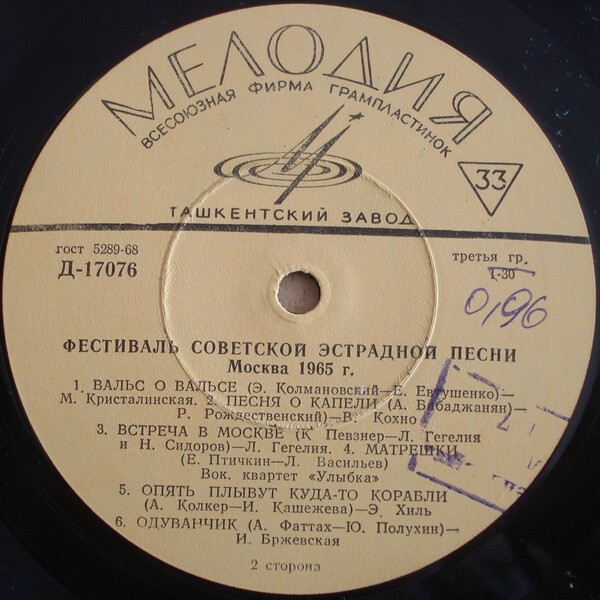 МЕЛОДИЯ
ВСЕСОЮЗНАЯ ФИРМА ГРАМПЛАСТИНОК
33
ТАШКЕНТСКИЙ ЗАВОД
гост 5289-68
Д-17076
третья гр.
1-30
0,96
ФЕСТИВАЛЬ СОВЕТСКОЙ ЭСТРАДНОЙ ПЕСНИ
Москва 1965 г.
1. ВАЛЬС О ВАЛЬСЕ (Э. Колмановский—Е. Евтушенко)—
М. Кристалинская. 2. ПЕСНЯ О КАПЕЛИ (А. Бабаджанян)—
Р. Рождественский)—В. Кохно
3. ВСТРЕЧА В МОСКВЕ (К Певзнер—Л. Гегелия
и Н. Сидоров)—Л. Гегелия. 4. МАТРЕШКИ
(Е. Птичкин—Л. Васильев)
Вок. квартет «Улыбка»
5. ОПЯТЬ ПЛЫВУТ КУДА-ТО КОРАБЛИ
(А. Колкер—И. Кашежева)—Э. Хиль
6. ОДУВАНЧИК (А. Фаттах—Ю. Полухин)—
И. Бржевская
2 сторона